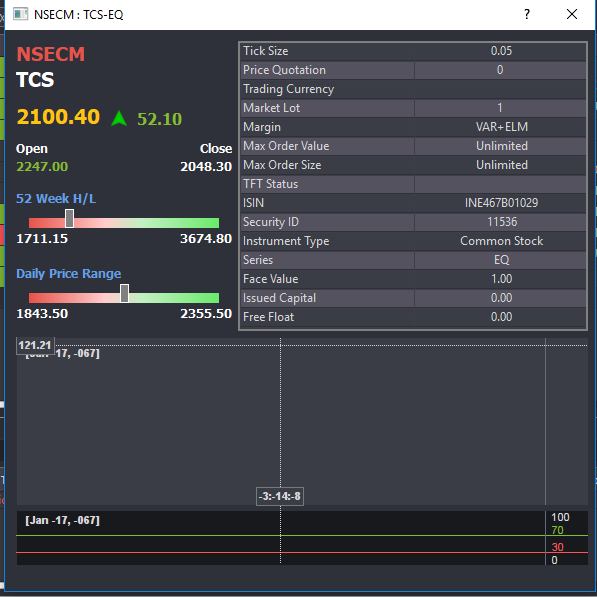 NSECM : TCS-EQ
?
NSECM
TCS
2100.40 52.10
Open Close
2247.00 2048.30
52 Week H/L
1711.15 3674.80
Daily Price Range
1843.50 2355.50
Tick Size 0.05
Price Quotation 0
Trading Currency
Market Lot 1
Margin VAR+ELM
Max Order Value Unlimited
Max Order Size Unlimited
TFT Status
ISIN INE467B01029
Security ID 11536
Instrument Type Common Stock
Series EQ
Face Value 1.00
Issued Capital 0.00
Free Float 0.00
121.21
[Jan -17, -067]
-3:-14:-8
[Jan -17, -067]
100
70
30
0